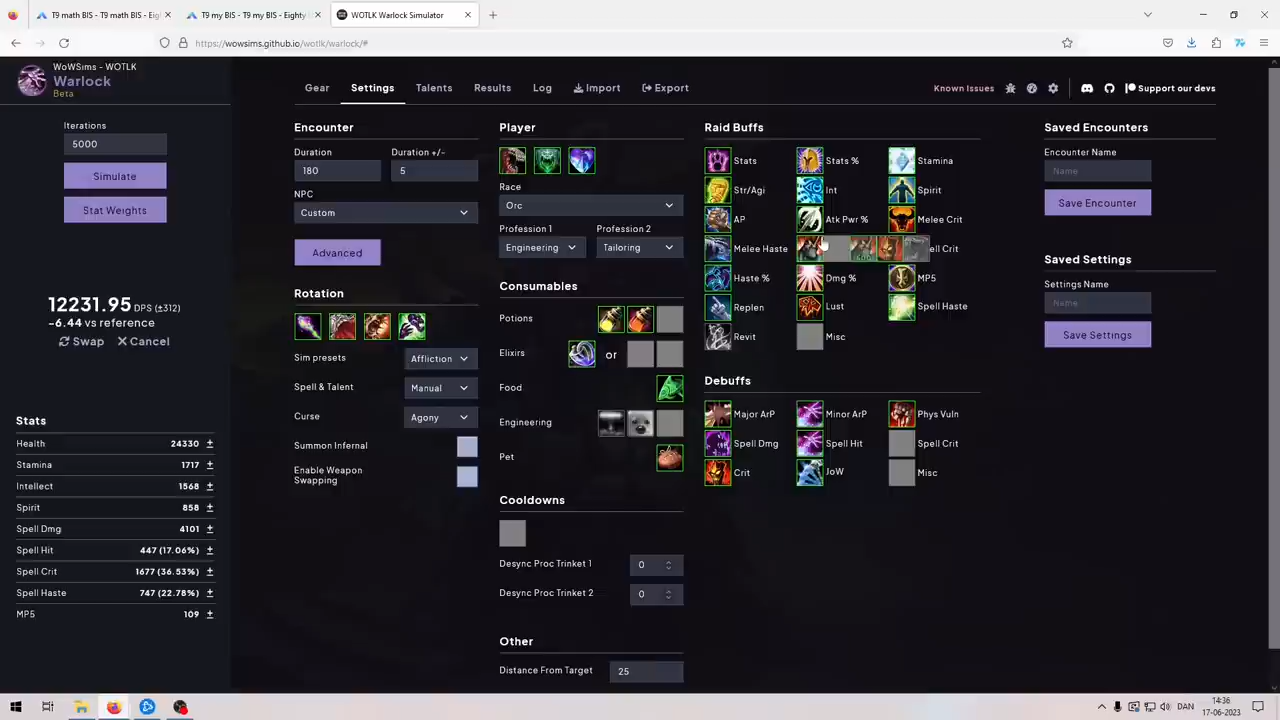 T9 math BIS - T9 math BIS - Eigh
T9 my BIS - T9 my BIS - Eighty
WOTLK Warlock Simulator
https://wowsims.github.io/wotlk/warlock/#
WoWSims - WOTLK
Warlock
Beta
Gear
Settings
Talents
Results
Log
Import
Export
Known Issues
Support our devs
Iterations
5000
Simulate
Stat Weights
12231.95 DPS (±312)
-6.44 vs reference
Swap
Cancel
Stats
Health 24330
Stamina 1717
Intellect 1568
Spirit 858
Spell Dmg 4101
Spell Hit 447 (17.06%)
Spell Crit 1677 (36.53%)
Spell Haste 747 (22.78%)
MP5 109
Encounter
Duration Duration +/-
180 5
NPC
Custom
Advanced
Rotation
Sim presets Affliction
Spell & Talent Manual
Curse Agony
Summon Infernal
Enable Weapon
Swapping
Player
Race
Orc
Profession 1 Profession 2
Engineering Tailoring
Consumables
Potions
Elixirs or
Food
Engineering
Pet
Cooldowns
Desync Proc Trinket 1 0
Desync Proc Trinket 2 0
Other
Distance From Target 25
Raid Buffs
Stats Stats % Stamina
Str/Agi Int Spirit
AP Atk Pwr % Melee Crit
Melee Haste ell Crit
Haste % Dmg % MP5
Replen Lust Spell Haste
Revit Misc
Debuffs
Major ArP Minor ArP Phys Vuln
Spell Dmg Spell Hit Spell Crit
Crit JoW Misc
Saved Encounters
Encounter Name
Name
Save Encounter
Saved Settings
Settings Name
Name
Save Settings
DAN
14:36
17-06-2023